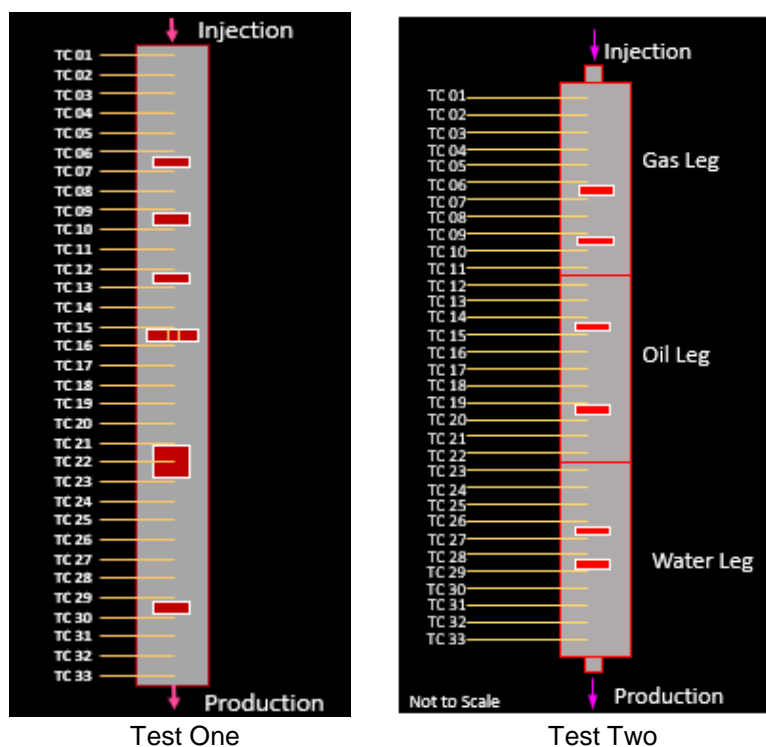 Injection
TC 01
TC 02
TC 03
TC 04
TC 05
TC 06
TC 07
TC 08
TC 09
TC 10
TC 11
TC 12
TC 13
TC 14
TC 15
TC 16
TC 17
TC 18
TC 19
TC 20
TC 21
TC 22
TC 23
TC 24
TC 25
TC 26
TC 27
TC 28
TC 29
TC 30
TC 31
TC 32
TC 33
Production
Test One
Injection
TC 01
TC 02
TC 03
TC 04
TC 05
TC 06
TC 07
TC 08
TC 09
TC 10
TC 11
Gas Leg
TC 12
TC 13
TC 14
TC 15
TC 16
TC 17
TC 18
TC 19
TC 20
TC 21
TC 22
Oil Leg
TC 23
TC 24
TC 25
TC 26
TC 27
TC 28
TC 29
TC 30
TC 31
TC 32
TC 33
Water Leg
Not to Scale
Production
Test Two